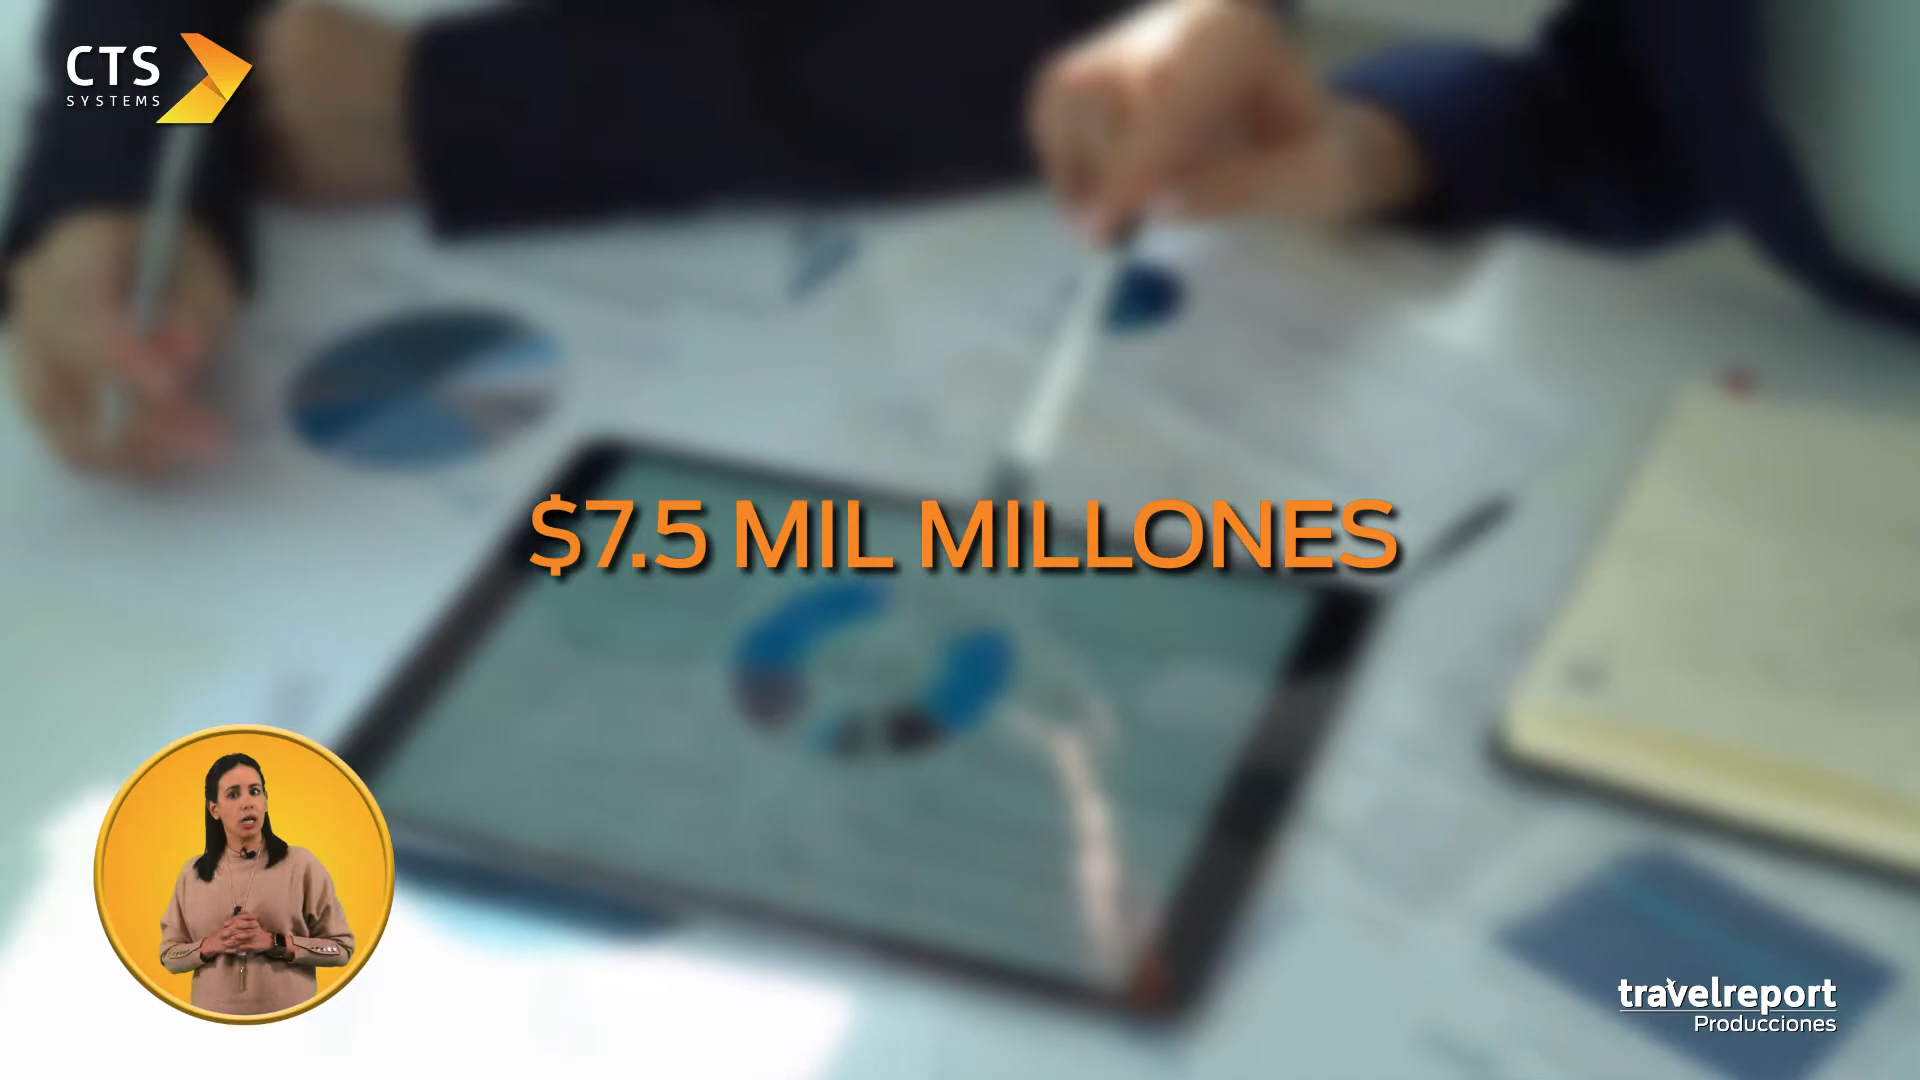 CTS
SYSTEMS
$7.5 MIL MILLONES
travelreport
Producciones